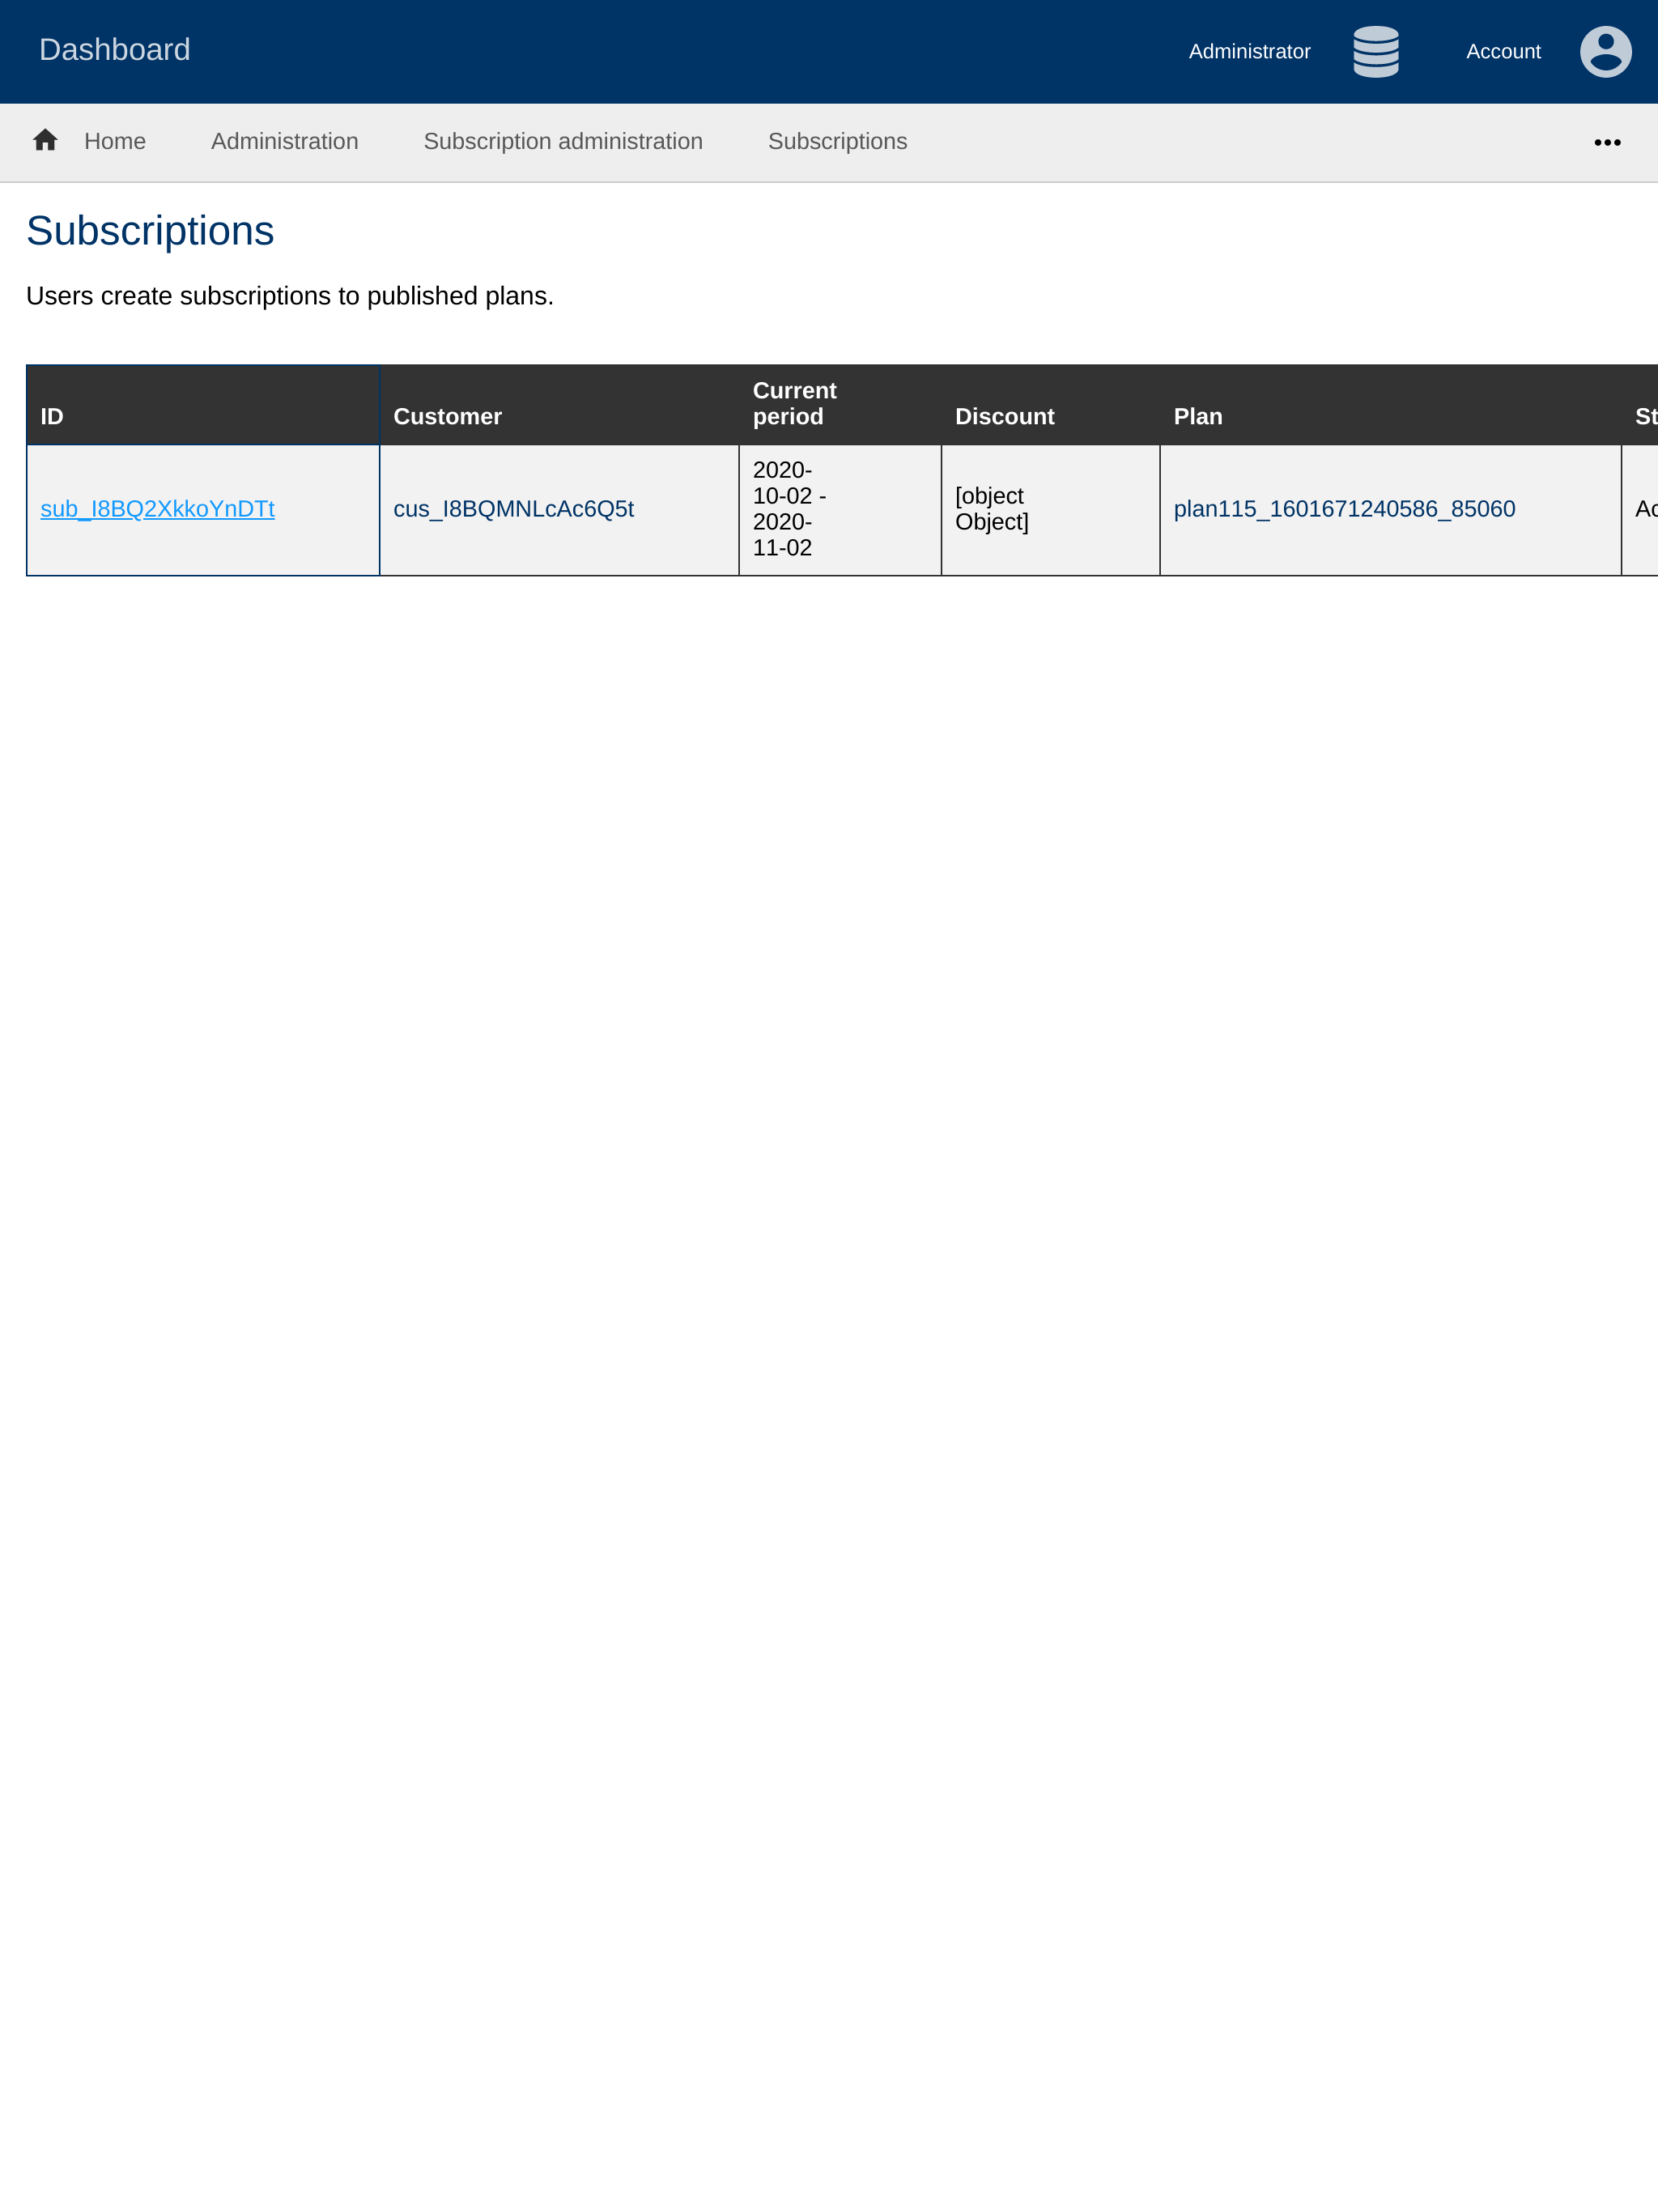 Dashboard
Administrator
Account
Home
Administration
Subscription administration
Subscriptions
Subscriptions
Users create subscriptions to published plans.
ID
Customer
Current
period
Discount
Plan
St
sub_I8BQ2XkkoYnDTt
cus_I8BQMNLcAc6Q5t
2020-
10-02 -
2020-
11-02
[object
Object]
plan115_1601671240586_85060
Ac